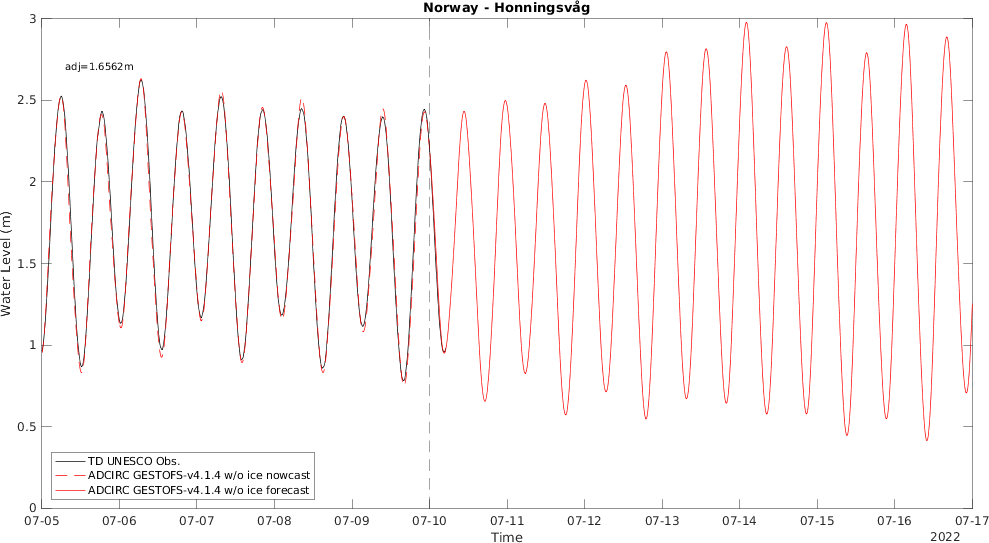 Norway - Honningsvåg
adj=1.6562m
3
2.5
2
1.5
1
0.5
0
Water Level (m)
TD UNESCO Obs.
ADCIRC GESTOFS-v4.1.4 w/o ice nowcast
ADCIRC GESTOFS-v4.1.4 w/o ice forecast
07-05 07-06 07-07 07-08 07-09 07-10 07-11 07-12 07-13 07-14 07-15 07-16 07-17
Time
2022